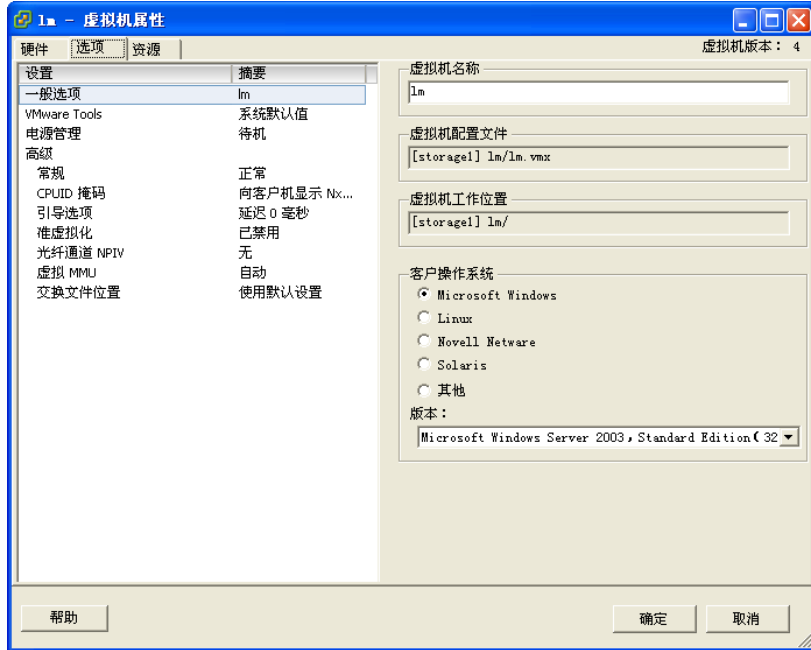 lm - 虚拟机属性
硬件 选项 资源 虚拟机版本: 4
设置 摘要
一般选项 lm
VMware Tools 系统默认值
电源管理 待机
高级
常规 正常
CPUID 掩码 向客户机显示 Nx...
引导选项 延迟 0 毫秒
准虚拟化 已禁用
光纤通道 NPIV 无
虚拟 MMU 自动
交换文件位置 使用默认设置
虚拟机名称
lm
虚拟机配置文件
[storage1] lm/lm.vmx
虚拟机工作位置
[storage1] lm/
客户操作系统
Microsoft Windows
Linux
Novell Netware
Solaris
其他
版本:
Microsoft Windows Server 2003, Standard Edition(32
帮助 确定 取消